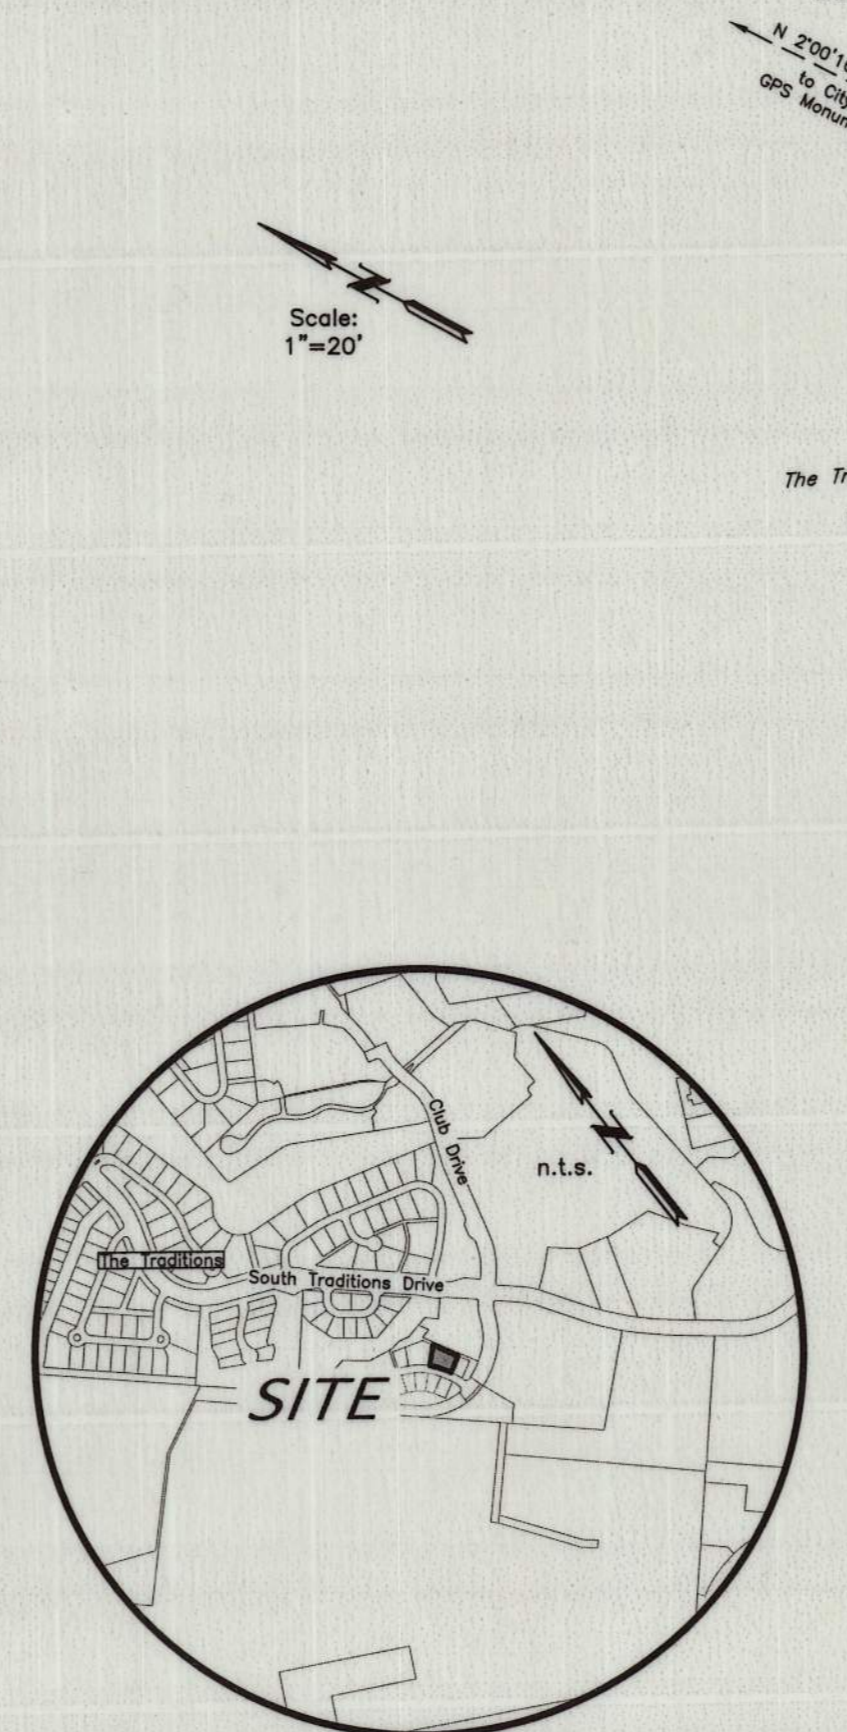 N 2°00'1
to City
GPS Monu
Scale:
1"=20'
The Tr
N
Club Drive
N
n.t.s.
The Traditions
South Traditions Drive
SITE